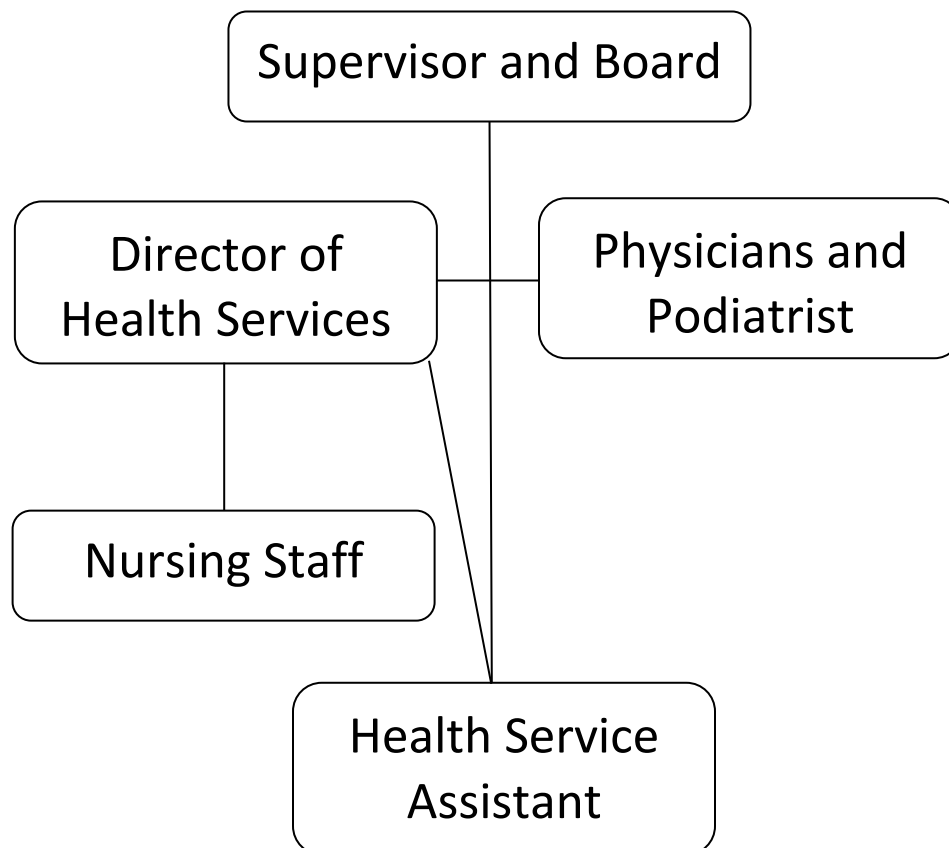 Supervisor and Board
Director of
Health Services
Physicians and
Podiatrist
Nursing Staff
Health Service
Assistant